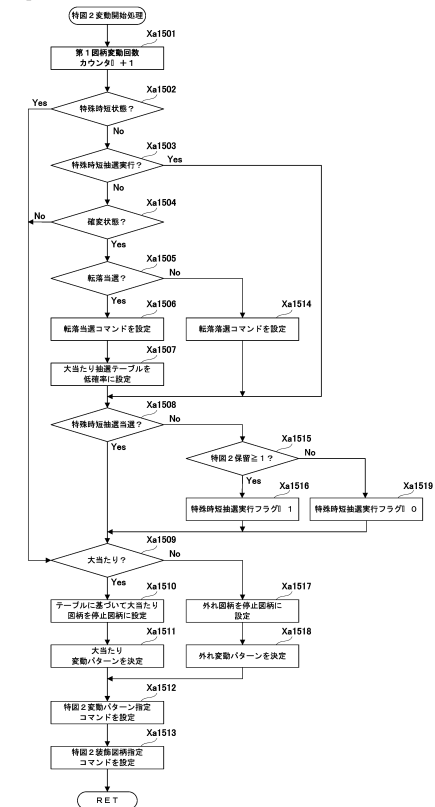 特図２変動開始処理
Xa1501
第１図柄変動回数
カウンタ　＋１
Xa1502
Yes
特殊時短状態？
No
Xa1503
特殊時短抽選実行？
Yes
No
Xa1504
No
確変状態？
Yes
Xa1505
転落当選？
No
Yes
Xa1506
Xa1514
転落当選コマンドを設定
転落落選コマンドを設定
Xa1507
大当たり抽選テーブルを
低確率に設定
Xa1508
特殊時短抽選当選？
No
Yes
Xa1515
特図２保留≧１？
No
Yes
Xa1516
Xa1519
特殊時短抽選実行フラグ　１
特殊時短抽選実行フラグ　０
Xa1509
大当たり？
No
Yes
Xa1510
Xa1517
テーブルに基づいて大当たり
図柄を停止図柄に設定
外れ図柄を停止図柄に
設定
Xa1511
Xa1518
大当たり
変動パターンを決定
外れ変動パターンを決定
Xa1512
特図２変動パターン指定
コマンドを設定
Xa1513
特図２装飾図柄指定
コマンドを設定
ＲＥＴ